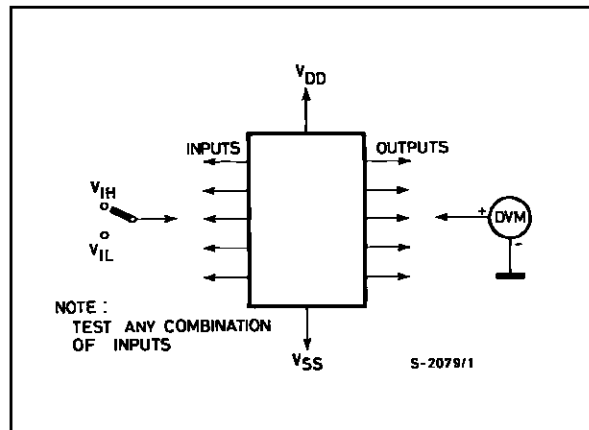 VDD
INPUTS
OUTPUTS
VIH
VIL
+
DVM
-
NOTE :
TEST ANY COMBINATION
OF INPUTS
VSS
S-2079/1